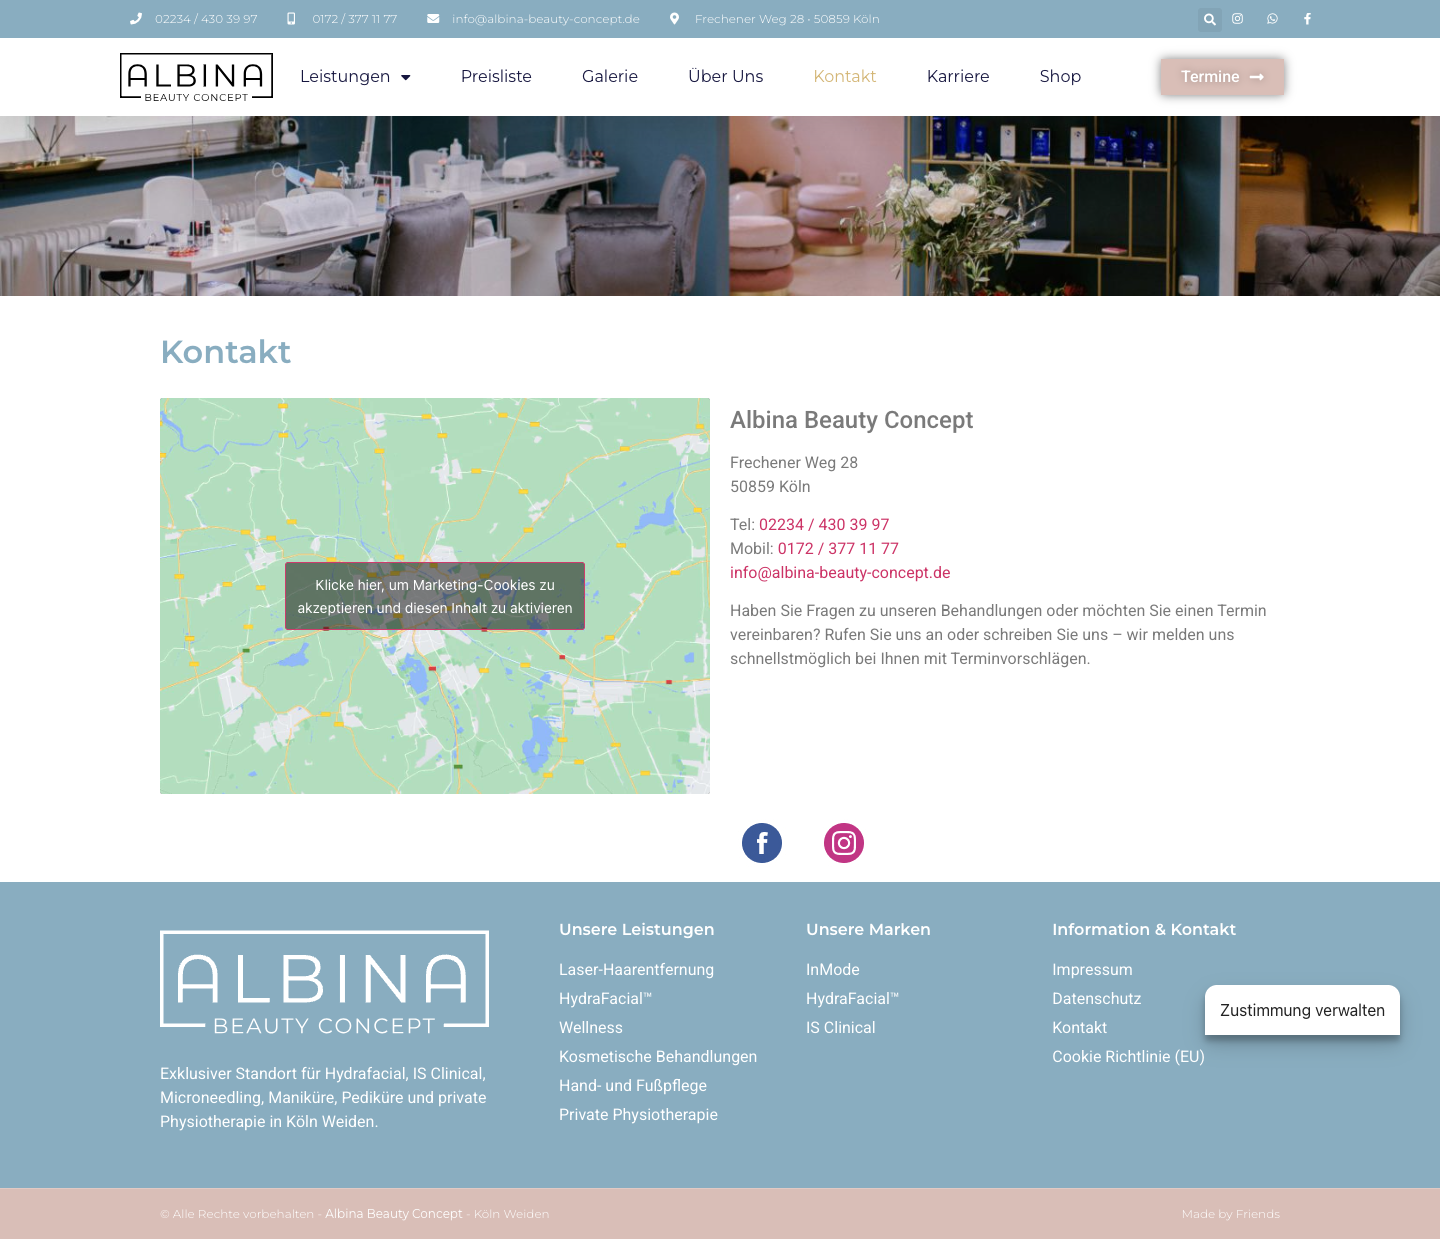 02234 / 430 39 97
0172 / 377 11 77
info@albina-beauty-concept.de
Frechener Weg 28 · 50859 Köln
ALBINA
BEAUTY CONCEPT
Leistungen
Preisliste
Galerie
Über Uns
Kontakt
Karriere
Shop
Termine
Kontakt
Klicke hier, um Marketing-Cookies zu
akzeptieren und diesen Inhalt zu aktivieren
Albina Beauty Concept
Frechener Weg 28
50859 Köln
Tel: 02234 / 430 39 97
Mobil: 0172 / 377 11 77
info@albina-beauty-concept.de
Haben Sie Fragen zu unseren Behandlungen oder möchten Sie einen Termin
vereinbaren? Rufen Sie uns an oder schreiben Sie uns – wir melden uns
schnellstmöglich bei Ihnen mit Terminvorschlägen.
ALBINA
BEAUTY CONCEPT
Exklusiver Standort für Hydrafacial, IS Clinical,
Microneedling, Maniküre, Pediküre und private
Physiotherapie in Köln Weiden.
Unsere Leistungen
Laser-Haarentfernung
HydraFacial™
Wellness
Kosmetische Behandlungen
Hand- und Fußpflege
Private Physiotherapie
Unsere Marken
InMode
HydraFacial™
IS Clinical
Information & Kontakt
Impressum
Datenschutz
Kontakt
Cookie Richtlinie (EU)
Zustimmung verwalten
© Alle Rechte vorbehalten - Albina Beauty Concept - Köln Weiden
Made by Friends